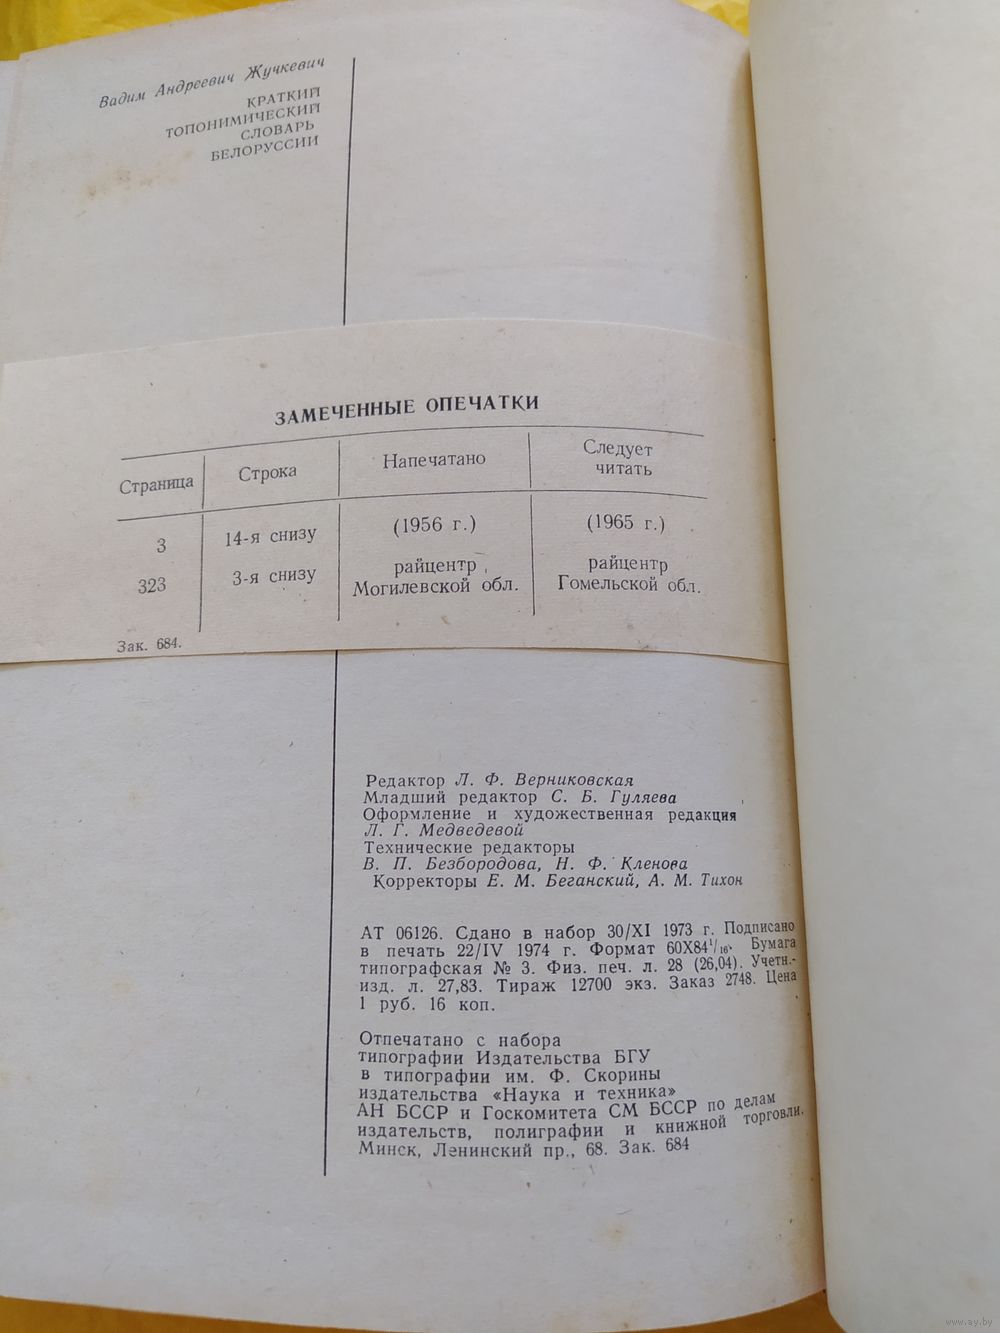 Вадим Андреевич Жучкевич
КРАТКИЙ
ТОПОНИМИЧЕСКИЙ
СЛОВАРЬ
БЕЛОРУССИИ
ЗАМЕЧЕННЫЕ ОПЕЧАТКИ
Страница Строка Напечатано Следует читать
3 14-я снизу (1956 г.) (1965 г.)
323 3-я снизу райцентр Могилевской обл. райцентр Гомельской обл.
Зак. 684.
Редактор Л. Ф. Верниковская
Младший редактор С. Б. Гуляева
Оформление и художественная редакция
Л. Г. Медведевой
Технические редакторы
В. П. Безбородова, Н. Ф. Кленова
Корректоры Е. М. Беганский, А. М. Тихон
АТ 06126. Сдано в набор 30/XI 1973 г. Подписано
в печать 22/IV 1974 г. Формат 60X84¹/₁₆. Бумага
типографская № 3. Физ. печ. л. 28 (26,04). Учетн.-
изд. л. 27,83. Тираж 12700 экз. Заказ 2748. Цена
1 руб. 16 коп.
Отпечатано с набора
типографии Издательства БГУ
в типографии им. Ф. Скорины
издательства «Наука и техника»
АН БССР и Госкомитета СМ БССР по делам
издательств, полиграфии и книжной торговли.
Минск, Ленинский пр., 68. Зак. 684
www.ay.by